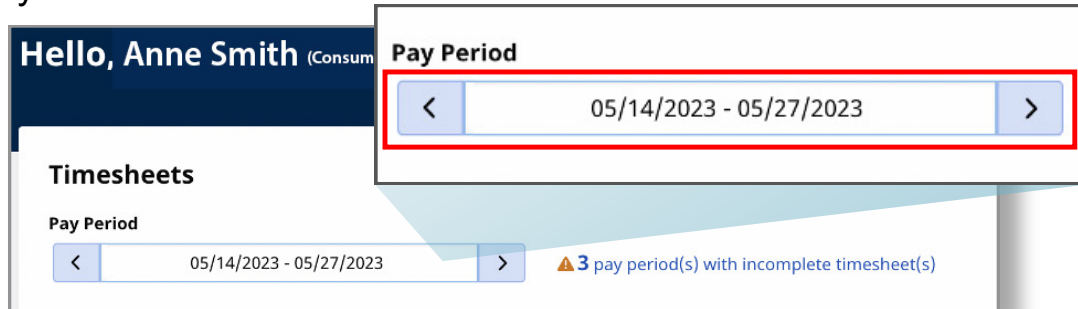 Hello, Anne Smith (Consum
Pay Period
05/14/2023 - 05/27/2023
Timesheets
Pay Period
05/14/2023 - 05/27/2023
3 pay period(s) with incomplete timesheet(s)